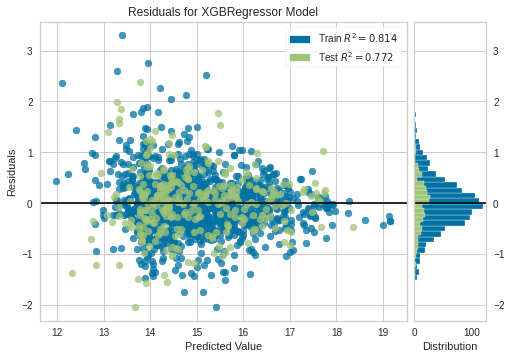 Residuals for XGBRegressor Model
Train R² = 0.814
Test R² = 0.772
Residuals
3
2
1
0
−1
−2
12 13 14 15 16 17 18 19
Predicted Value
3
2
1
0
−1
−2
0 100
Distribution